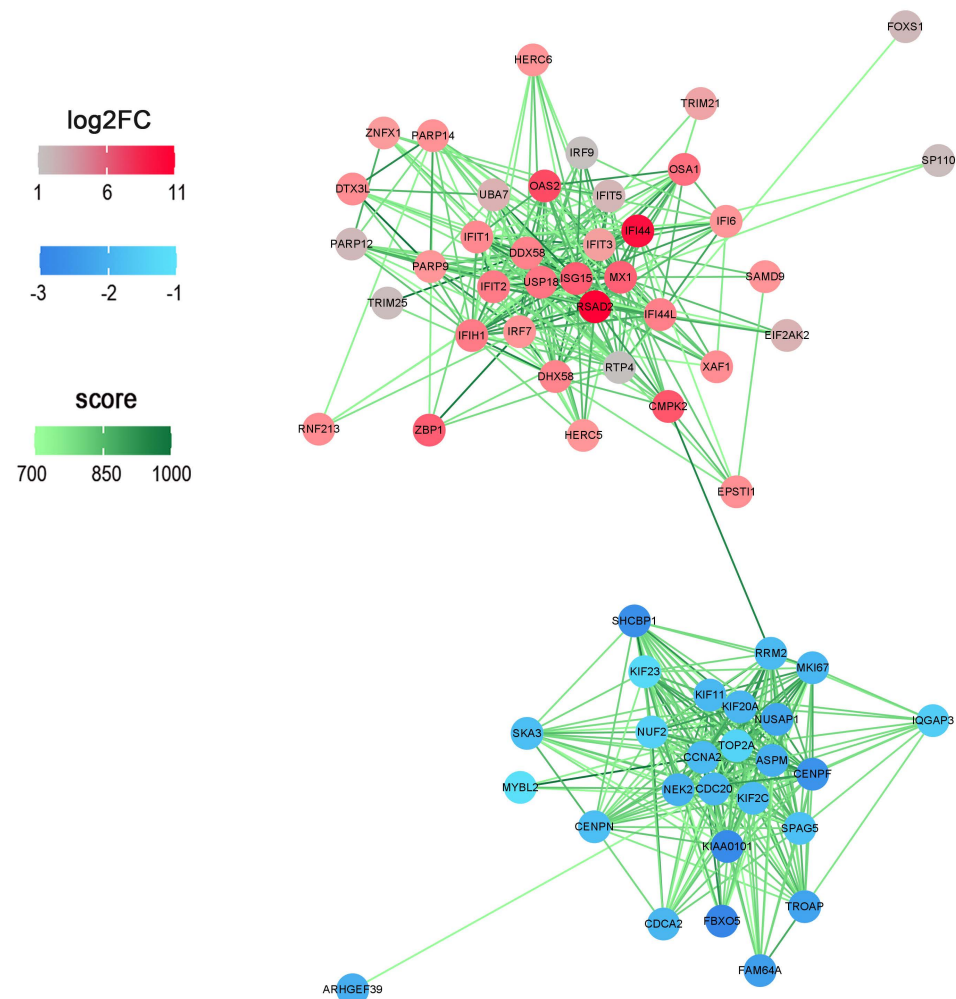 FOXS1
HERC6
log2FC
TRIM21
ZNFX1
PARP14
IRF9
SP110
OSA1
1 6 11
DTX3L
OAS2
UBA7
IFIT5
IFI6
IFI44
IFIT1
PARP12
IFIT3
DDX58
PARP9
SAMD9
ISG15
MX1
USP18
IFIT2
-3 -2 -1
TRIM25
RSAD2
IFI44L
IRF7
IFIH1
EIF2AK2
XAF1
RTP4
DHX58
score
CMPK2
RNF213
ZBP1
HERC5
700 850 1000
EPSTI1
SHCBP1
RRM2
KIF23
MKI67
KIF11
KIF20A
NUSAP1
IQGAP3
SKA3
NUF2
TOP2A
CCNA2
ASPM
CENPF
MYBL2
NEK2
CDC20
KIF2C
CENPN
SPAG5
KIAA0101
TROAP
CDCA2
FBXO5
FAM64A
ARHGEF39